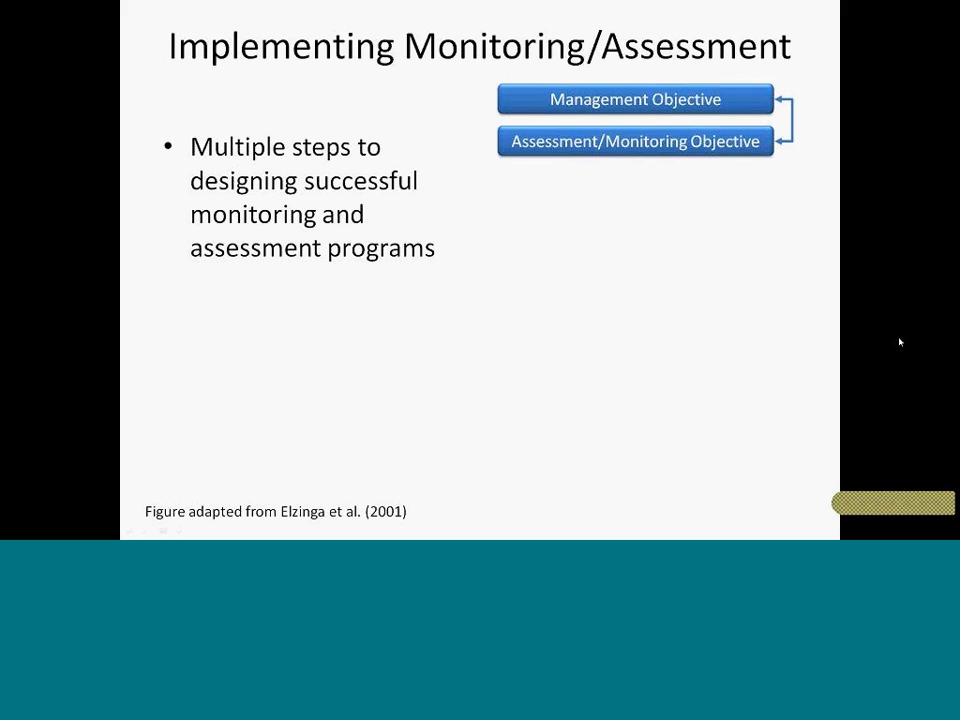 Implementing Monitoring/Assessment
Management Objective
Assessment/Monitoring Objective
• Multiple steps to
designing successful
monitoring and
assessment programs
Figure adapted from Elzinga et al. (2001)